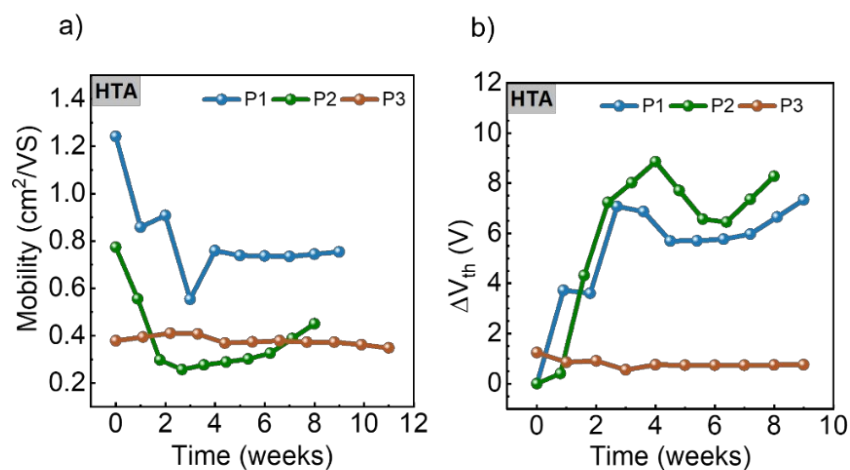 a)
HTA
P1 P2 P3
1.4
1.2
1.0
0.8
0.6
0.4
0.2
Mobility (cm²/VS)
0 2 4 6 8 10 12
Time (weeks)
b)
HTA
P1 P2 P3
12
10
8
6
4
2
0
ΔVth (V)
0 2 4 6 8 10
Time (weeks)